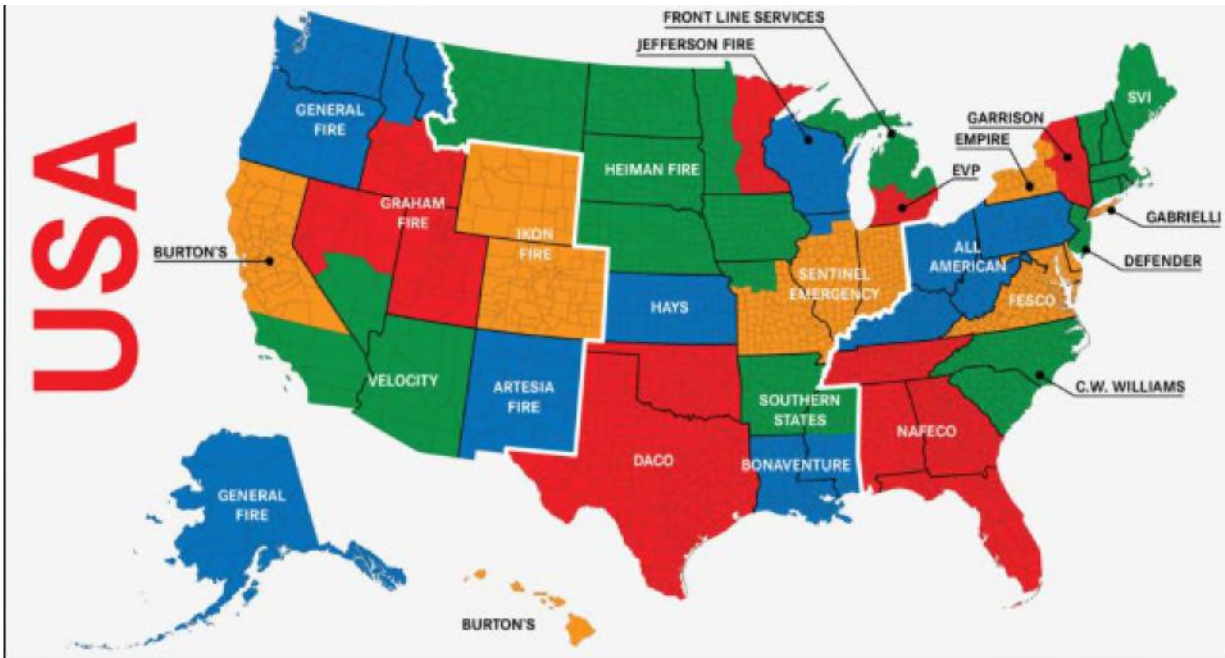 USA
FRONT LINE SERVICES
JEFFERSON FIRE
GENERAL
FIRE
SVI
GARRISON
EMPIRE
HEIMAN FIRE
EVP
GRAHAM
FIRE
GABRIELLI
IKON
FIRE
BURTON'S
ALL
AMERICAN
DEFENDER
SENTINEL
EMERGENCY
HAYS
FESCO
VELOCITY
ARTESIA
FIRE
C.W. WILLIAMS
SOUTHERN
STATES
NAFECO
DACO
BONAVENTURE
GENERAL
FIRE
BURTON'S